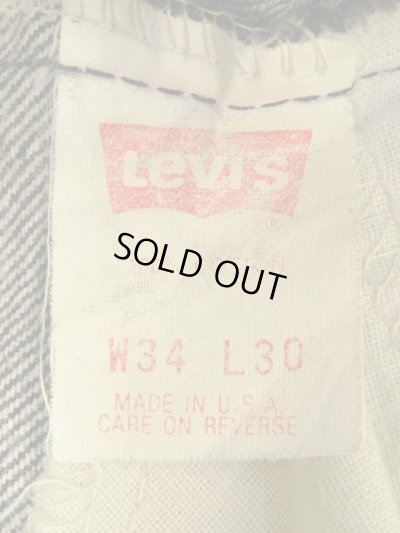 Levi's
®
SOLD OUT
W34 L30
MADE IN U.S.A.
CARE ON REVERSE